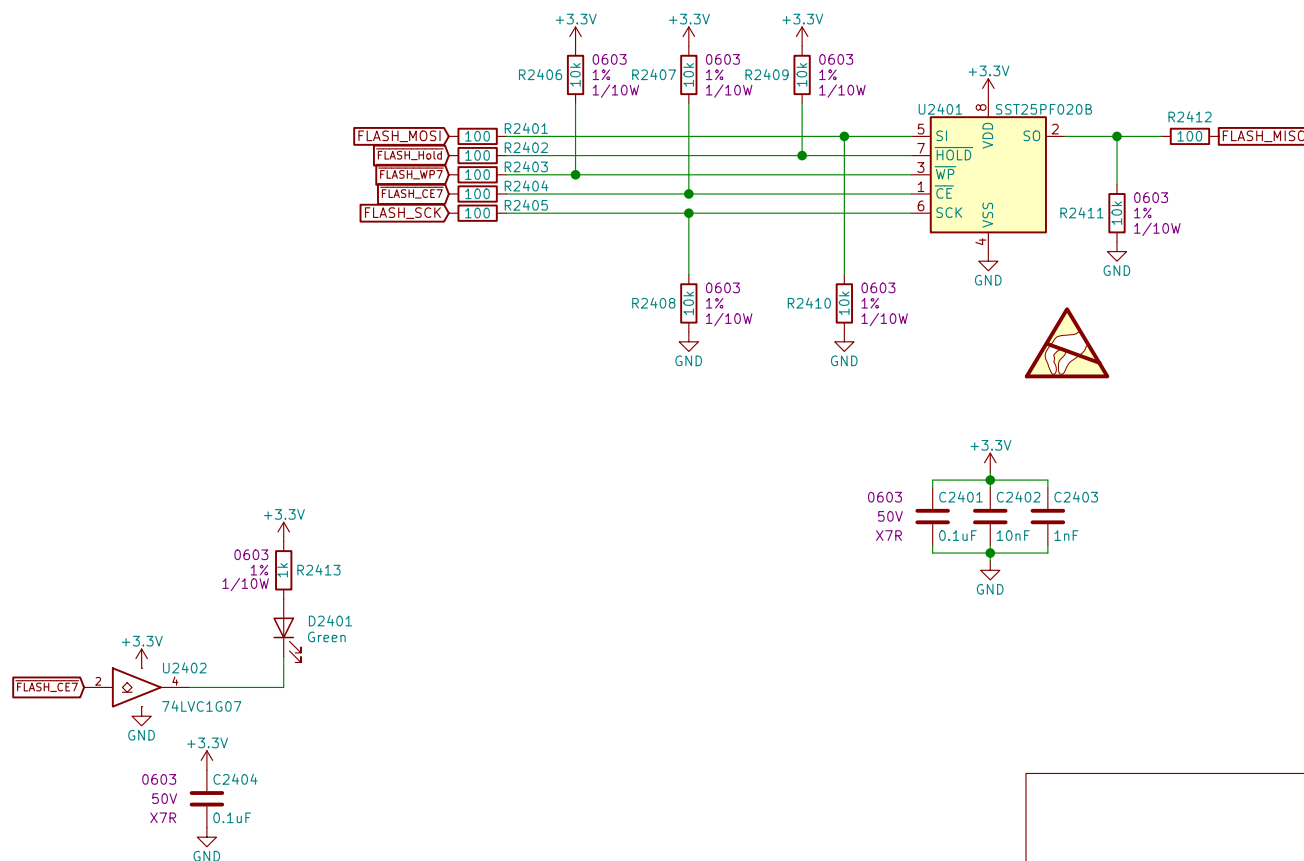 +3.3V
+3.3V
+3.3V
R2406
10k
0603
1%
1/10W
R2407
10k
0603
1%
1/10W
R2409
10k
0603
1%
1/10W
+3.3V
U2401
SST25PF020B
8
VDD
FLASH_MOSI
100
R2401
5
SI
FLASH_Hold
100
R2402
7
HOLD
FLASH_WP7
100
R2403
3
WP
FLASH_CE7
100
R2404
1
CE
FLASH_SCK
100
R2405
6
SCK
VSS
4
GND
SO
2
R2412
100
FLASH_MISO
R2411
10k
0603
1%
1/10W
GND
R2408
10k
0603
1%
1/10W
GND
R2410
10k
0603
1%
1/10W
GND
+3.3V
0603
50V
X7R
C2401
0.1uF
C2402
10nF
C2403
1nF
GND
+3.3V
0603
1%
1/10W
1k
R2413
D2401
Green
+3.3V
U2402
FLASH_CE7
2
4
74LVC1G07
GND
+3.3V
0603
50V
X7R
C2404
0.1uF
GND